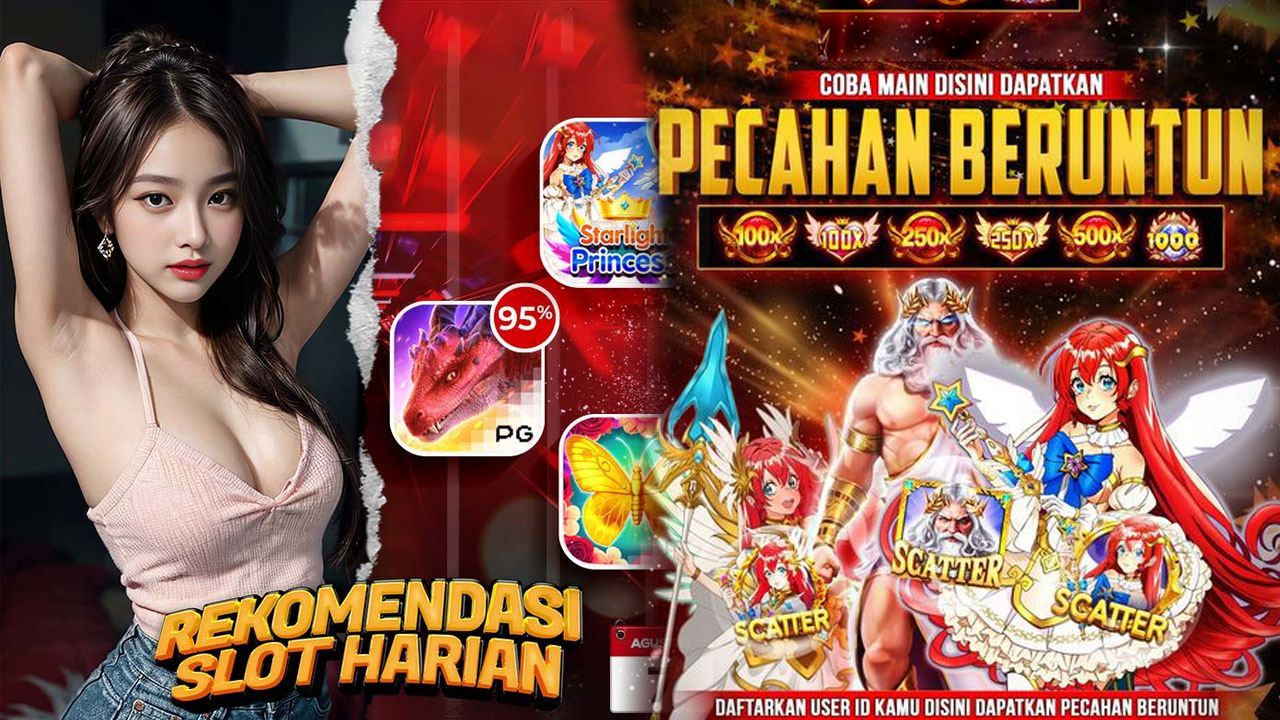 COBA MAIN DISINI DAPATKAN
PECAHAN BERUNTUN
100X 100X 250X 250X 500X 1000
Starlight
Princess
95%
PG
SCATTER
SCATTER
SCATTER
REKOMENDASI
SLOT HARIAN
AGUS
DAFTARKAN USER ID KAMU DISINI DAPATKAN PECAHAN BERUNTUN